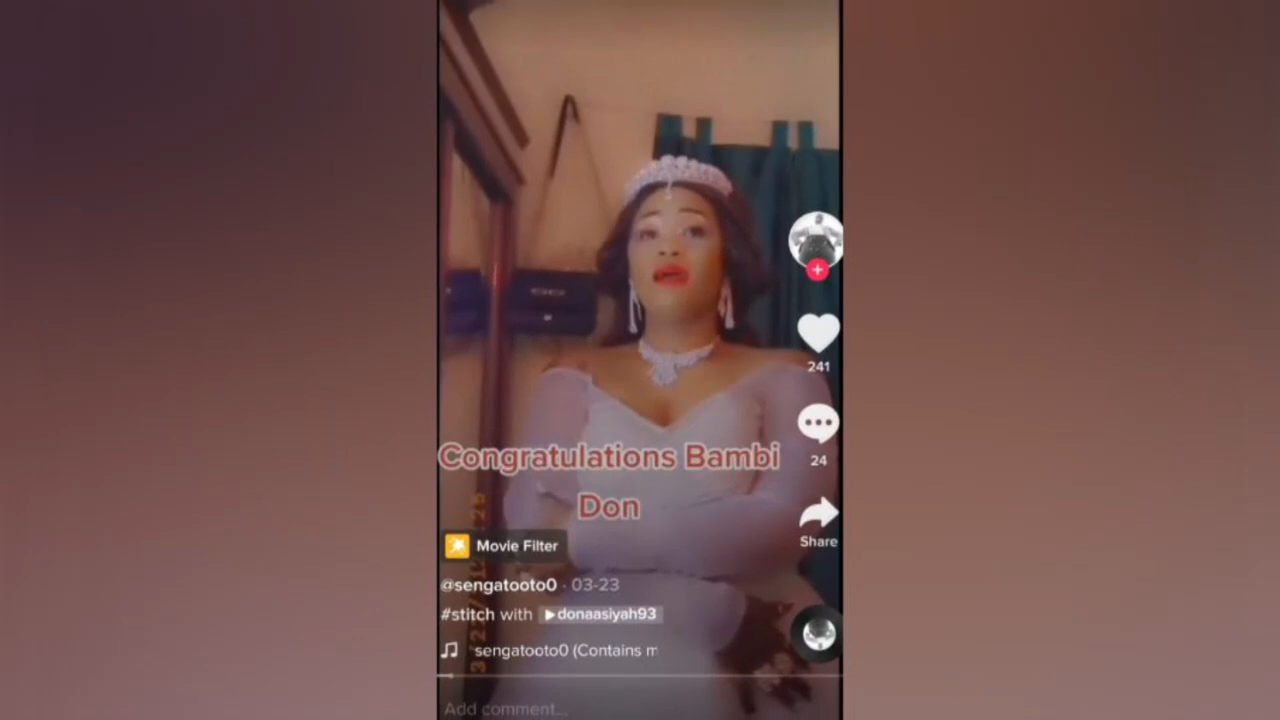 241
Congratulations Bambi
Don
24
Movie Filter
Share
@sengatooto0 · 03-23
#stitch with donaasiyah93
sengatooto0 (Contains m
Add comment...